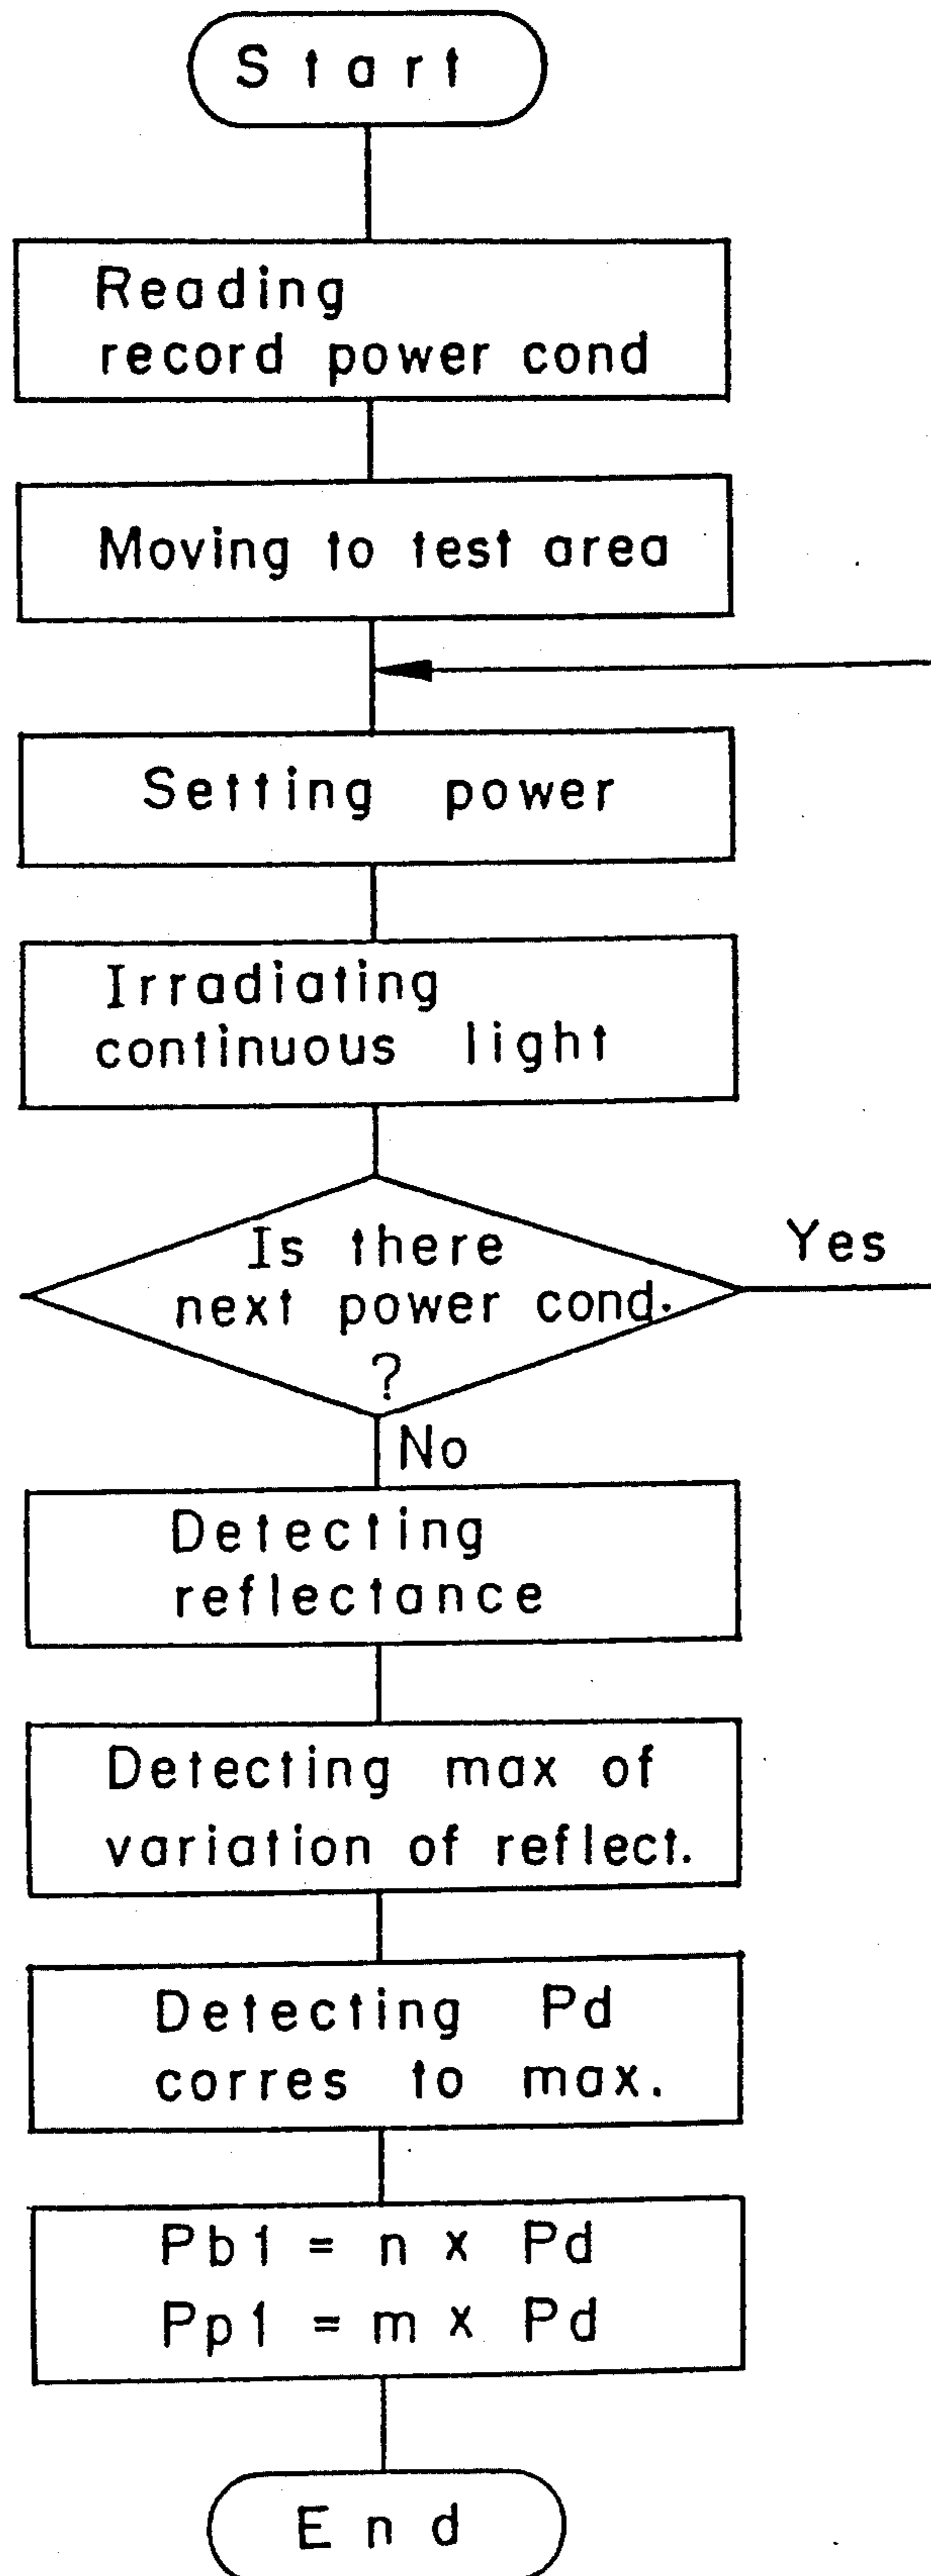 Start
Reading
record power cond
Moving to test area
Setting power
Irradiating
continuous light
Is there
next power cond.
?
Yes
No
Detecting
reflectance
Detecting max of
variation of reflect.
Detecting Pd
corres to max.
Pb1 = n x Pd
Pp1 = m x Pd
End